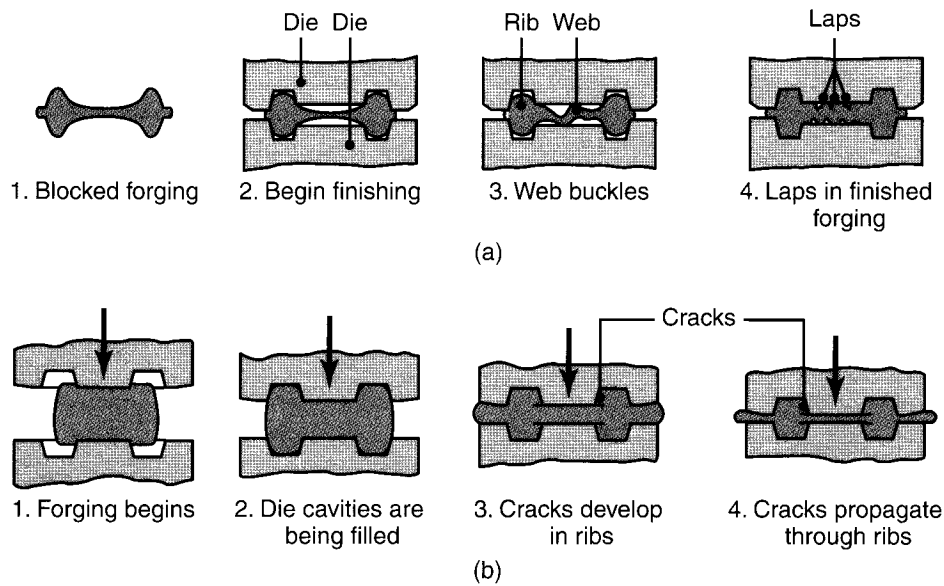 Die Die
Rib Web
Laps
1. Blocked forging
2. Begin finishing
3. Web buckles
4. Laps in finished
forging
(a)
Cracks
1. Forging begins
2. Die cavities are
being filled
3. Cracks develop
in ribs
4. Cracks propagate
through ribs
(b)